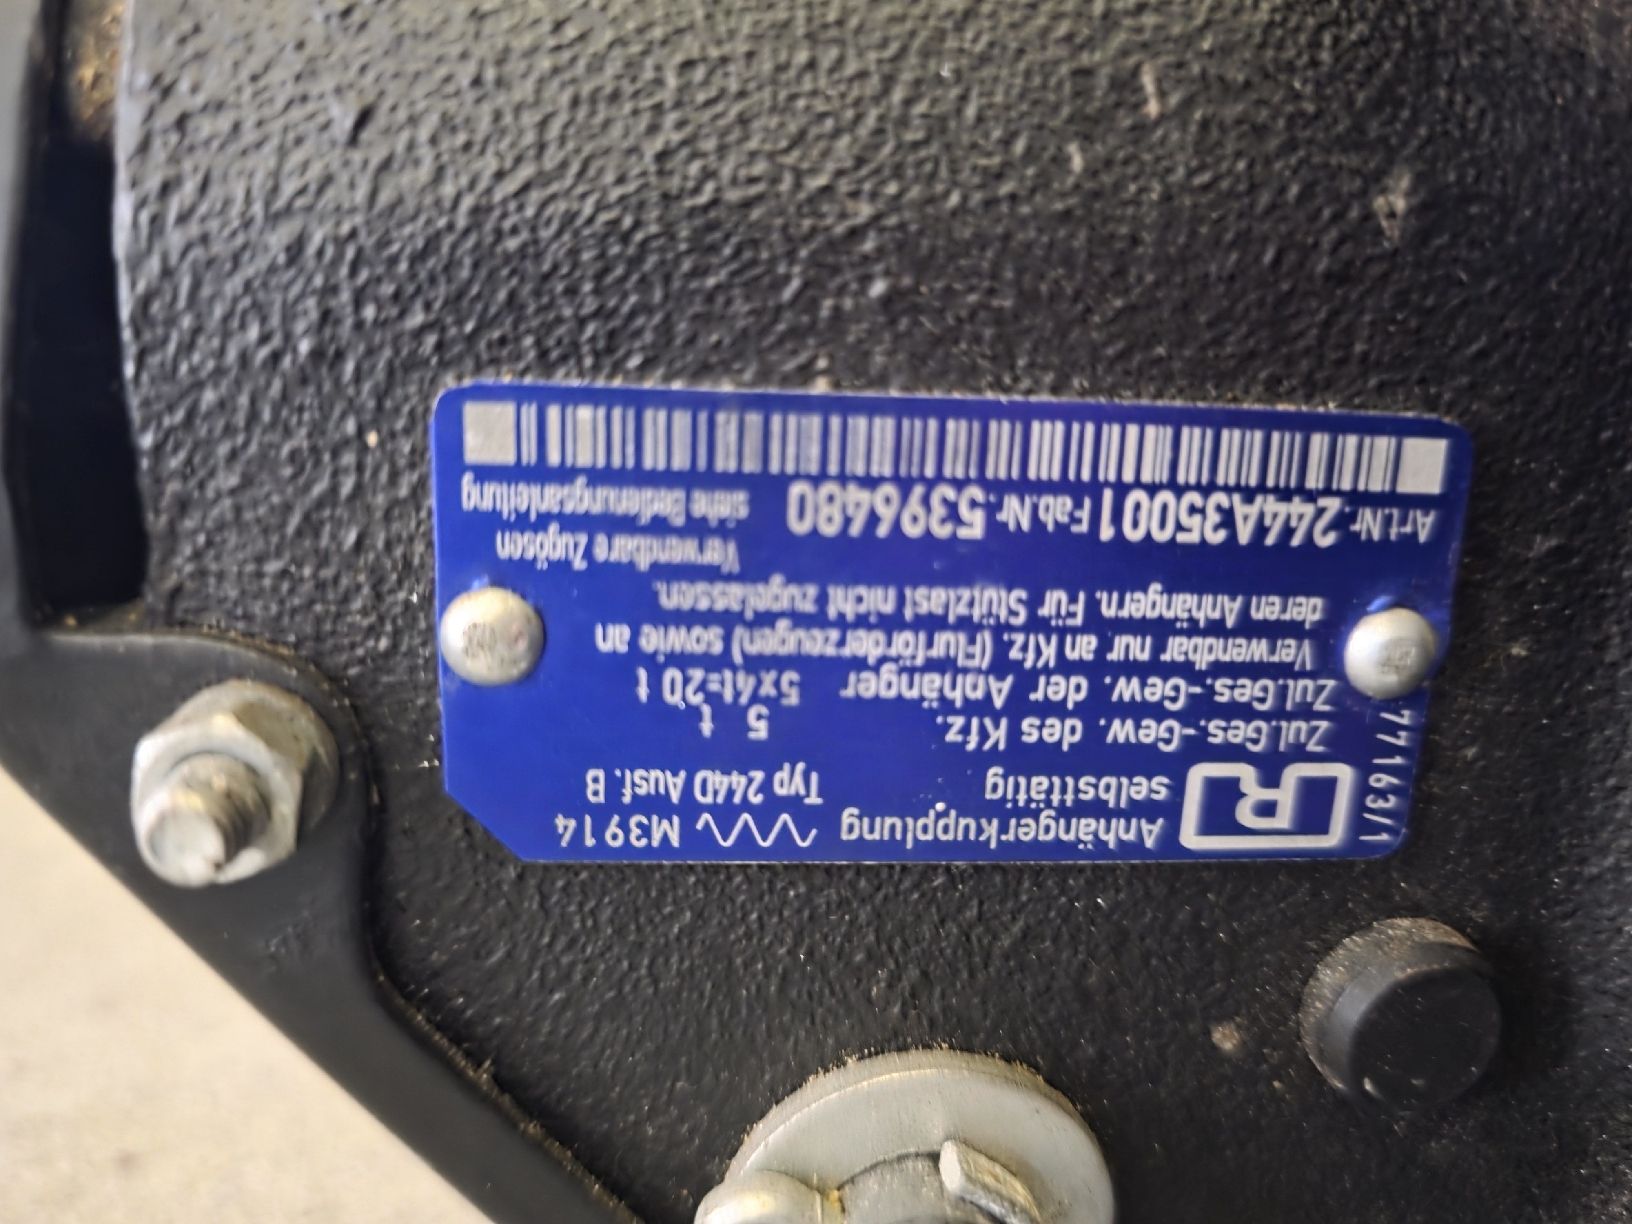 R
Anhängerkupplung
selbsttätig
M3914
Typ 244D Ausf. B
Zul.Ges.-Gew. des Kfz. 5 t
Zul.Ges.-Gew. der Anhänger 5x4t=20 t
Verwendbar nur an Kfz. (Flurförderzeugen) sowie an
deren Anhängern. Für Stützlast nicht zugelassen.
Art.Nr. 244A35001 Fab.Nr. 5396480
Verwendbare Zugösen
siehe Bedienungsanleitung
77163/1